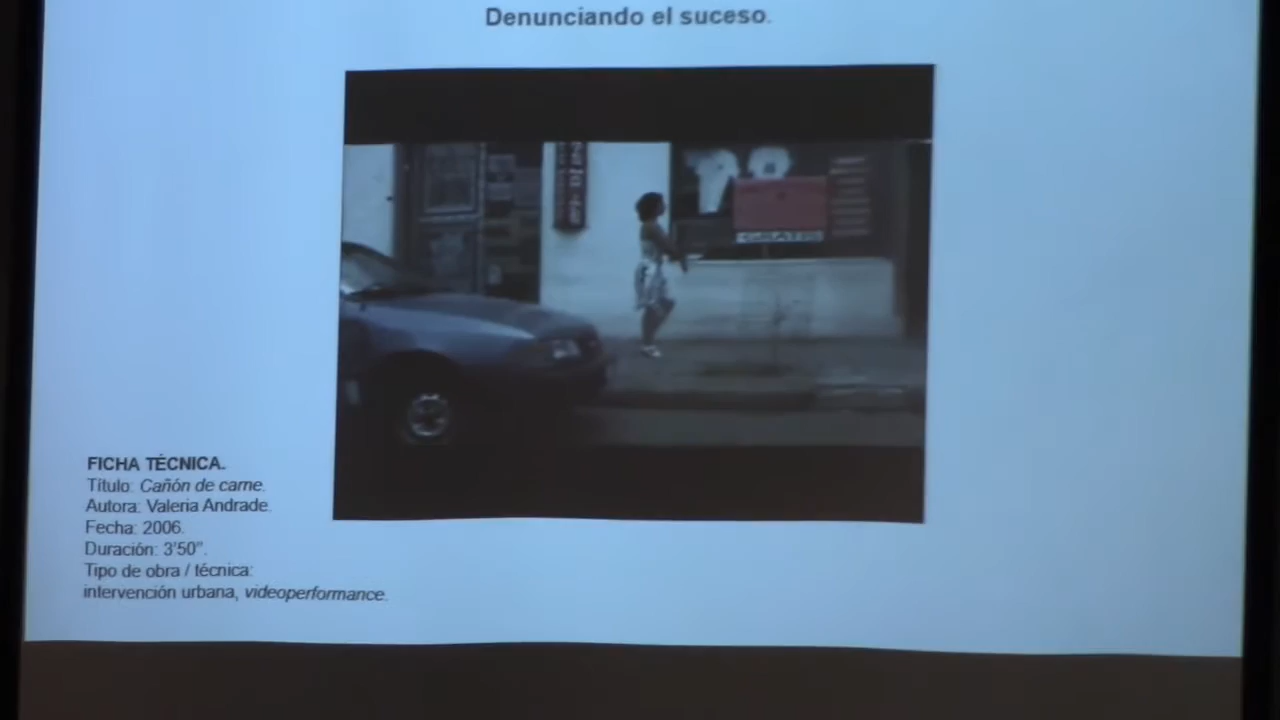 Denunciando el suceso.
GRATIS
FICHA TÉCNICA.
Título: Cañón de carne.
Autora: Valeria Andrade.
Fecha: 2006.
Duración: 3'50".
Tipo de obra / técnica:
intervención urbana, videoperformance.